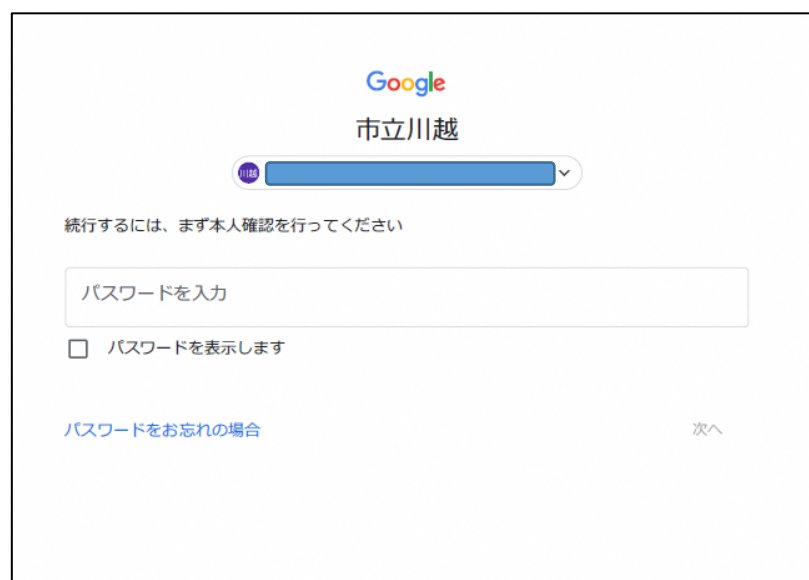 Google
市立川越
川越
続行するには、まず本人確認を行ってください
パスワードを入力
パスワードを表示します
パスワードをお忘れの場合
次へ